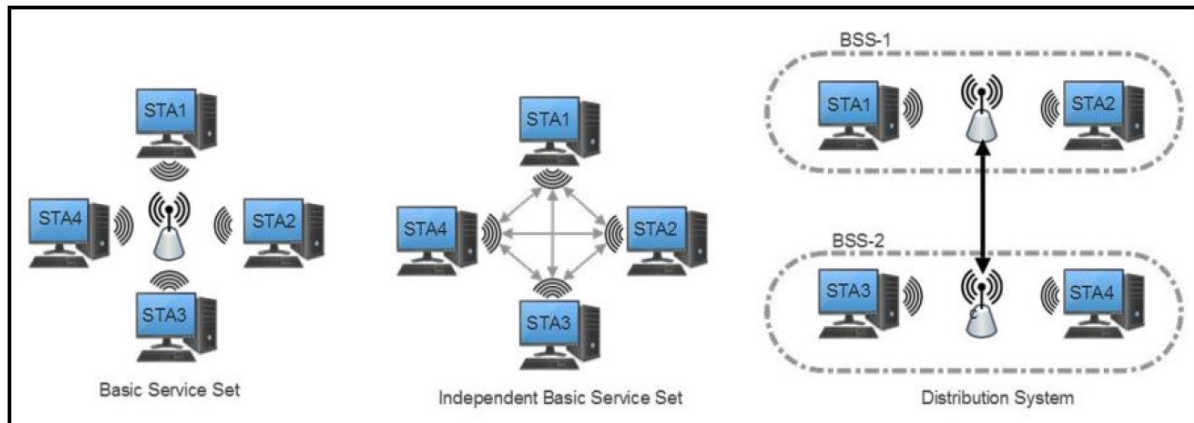 STA1
STA4
STA2
STA3
Basic Service Set
STA1
STA4
STA2
STA3
Independent Basic Service Set
BSS-1
STA1
STA2
BSS-2
STA3
C
STA4
Distribution System